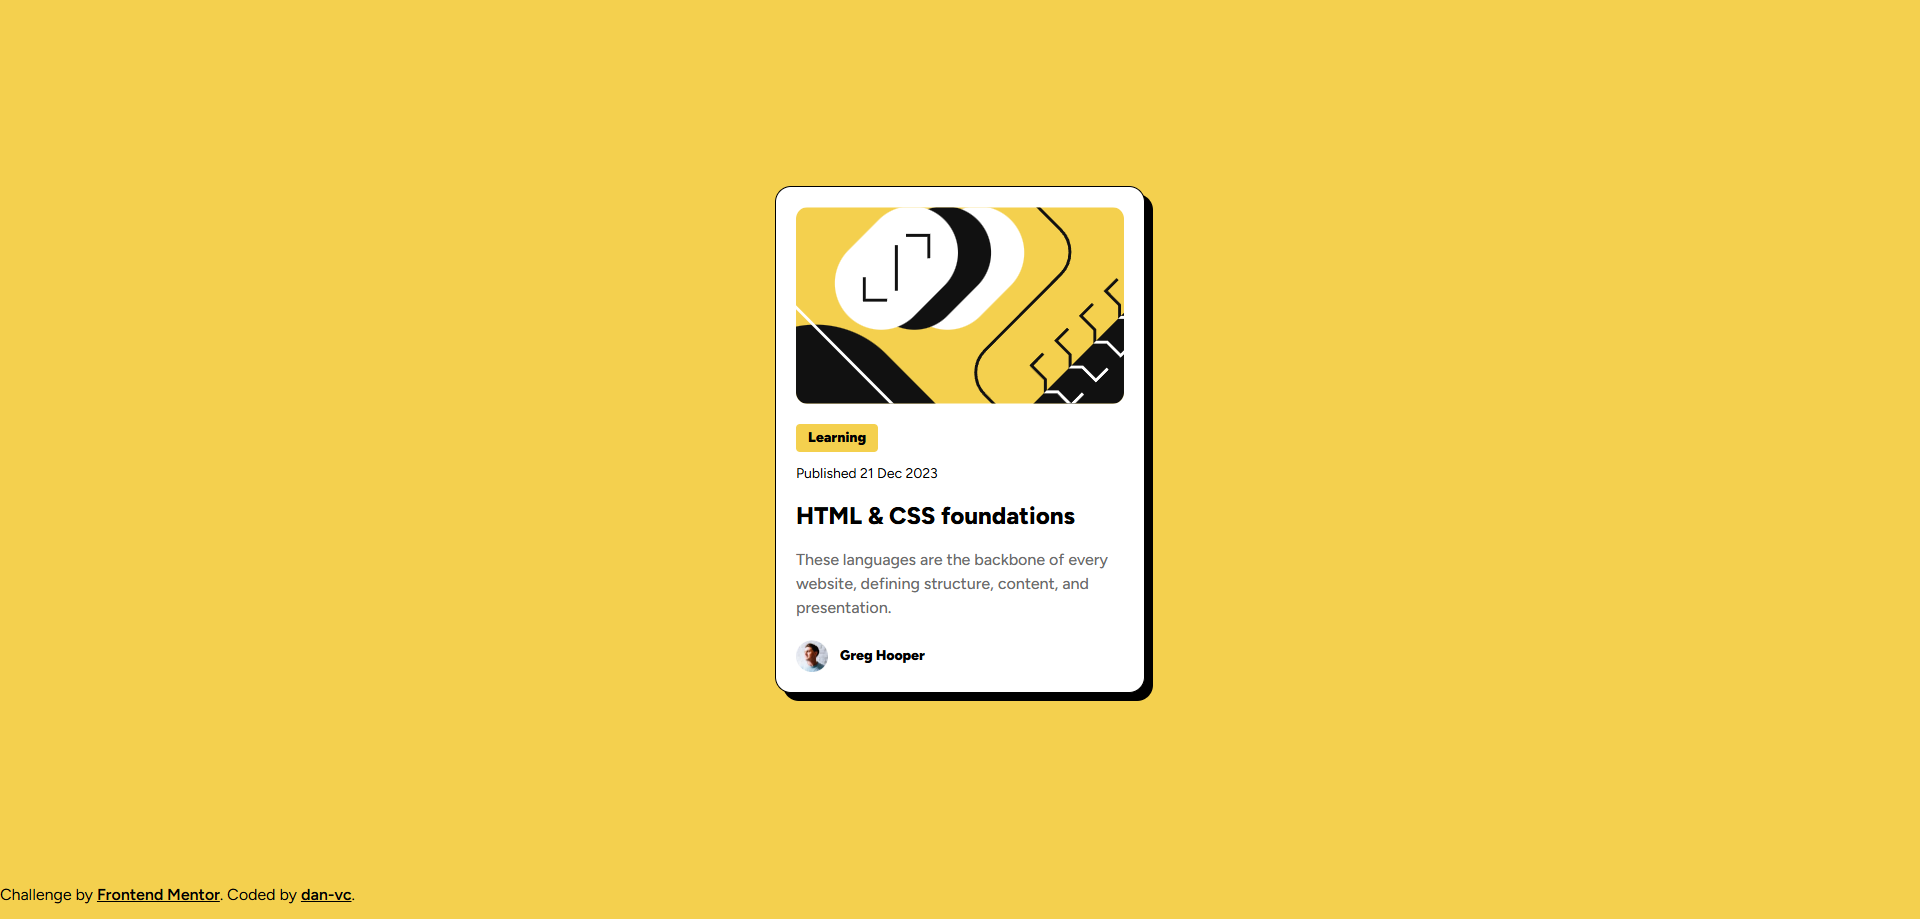 Learning
Published 21 Dec 2023
HTML & CSS foundations
These languages are the backbone of every
website, defining structure, content, and
presentation.
Greg Hooper
Challenge by Frontend Mentor. Coded by dan-vc.